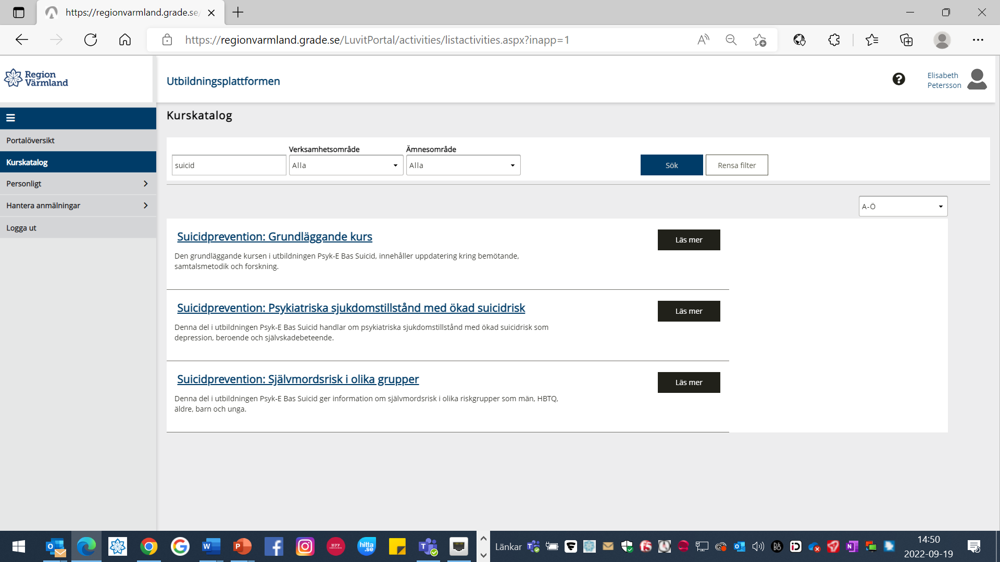 https://regionvarmland.grade.se/
https://regionvarmland.grade.se/LuvitPortal/activities/listactivities.aspx?inapp=1
Region
Värmland
Utbildningsplattformen
Elisabeth
Petersson
Kurskatalog
Portalöversikt
Kurskatalog
Personligt
Hantera anmälningar
Logga ut
Verksamhetsområde
Ämnesområde
suicid
Alla
Alla
Sök
Rensa filter
A-Ö
Suicidprevention: Grundläggande kurs
Läs mer
Den grundläggande kursen i utbildningen Psyk-E Bas Suicid, innehåller uppdatering kring bemötande,
samtalsmetodik och forskning.
Suicidprevention: Psykiatriska sjukdomstillstånd med ökad suicidrisk
Läs mer
Denna del i utbildningen Psyk-E Bas Suicid handlar om psykiatriska sjukdomstillstånd med ökad suicidrisk som
depression, beroende och självskadebeteende.
Suicidprevention: Självmordsrisk i olika grupper
Läs mer
Denna del i utbildningen Psyk-E Bas Suicid ger information om självmordsrisk i olika riskgrupper som män, HBTQ,
äldre, barn och unga.
1177
hitta
.se
Länkar
14:50
2022-09-19